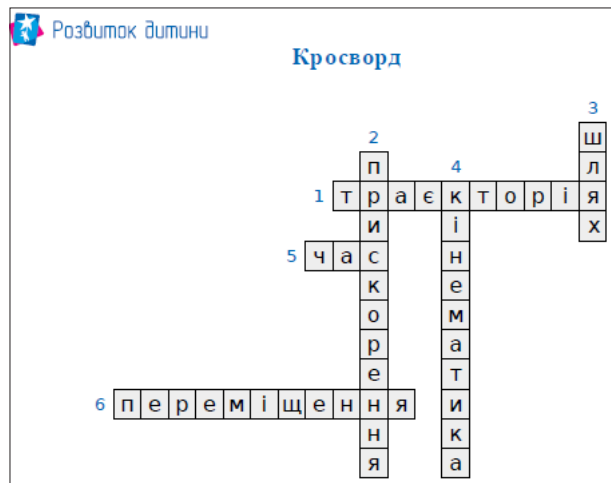 Розвиток дитини
Кросворд
3
2 ш
п 4 л
1 т р а є к т о р і я
и і х
5 ч а с н
к е
о м
р а
е т
6 п е р е м і щ е н н я и
н к
я а